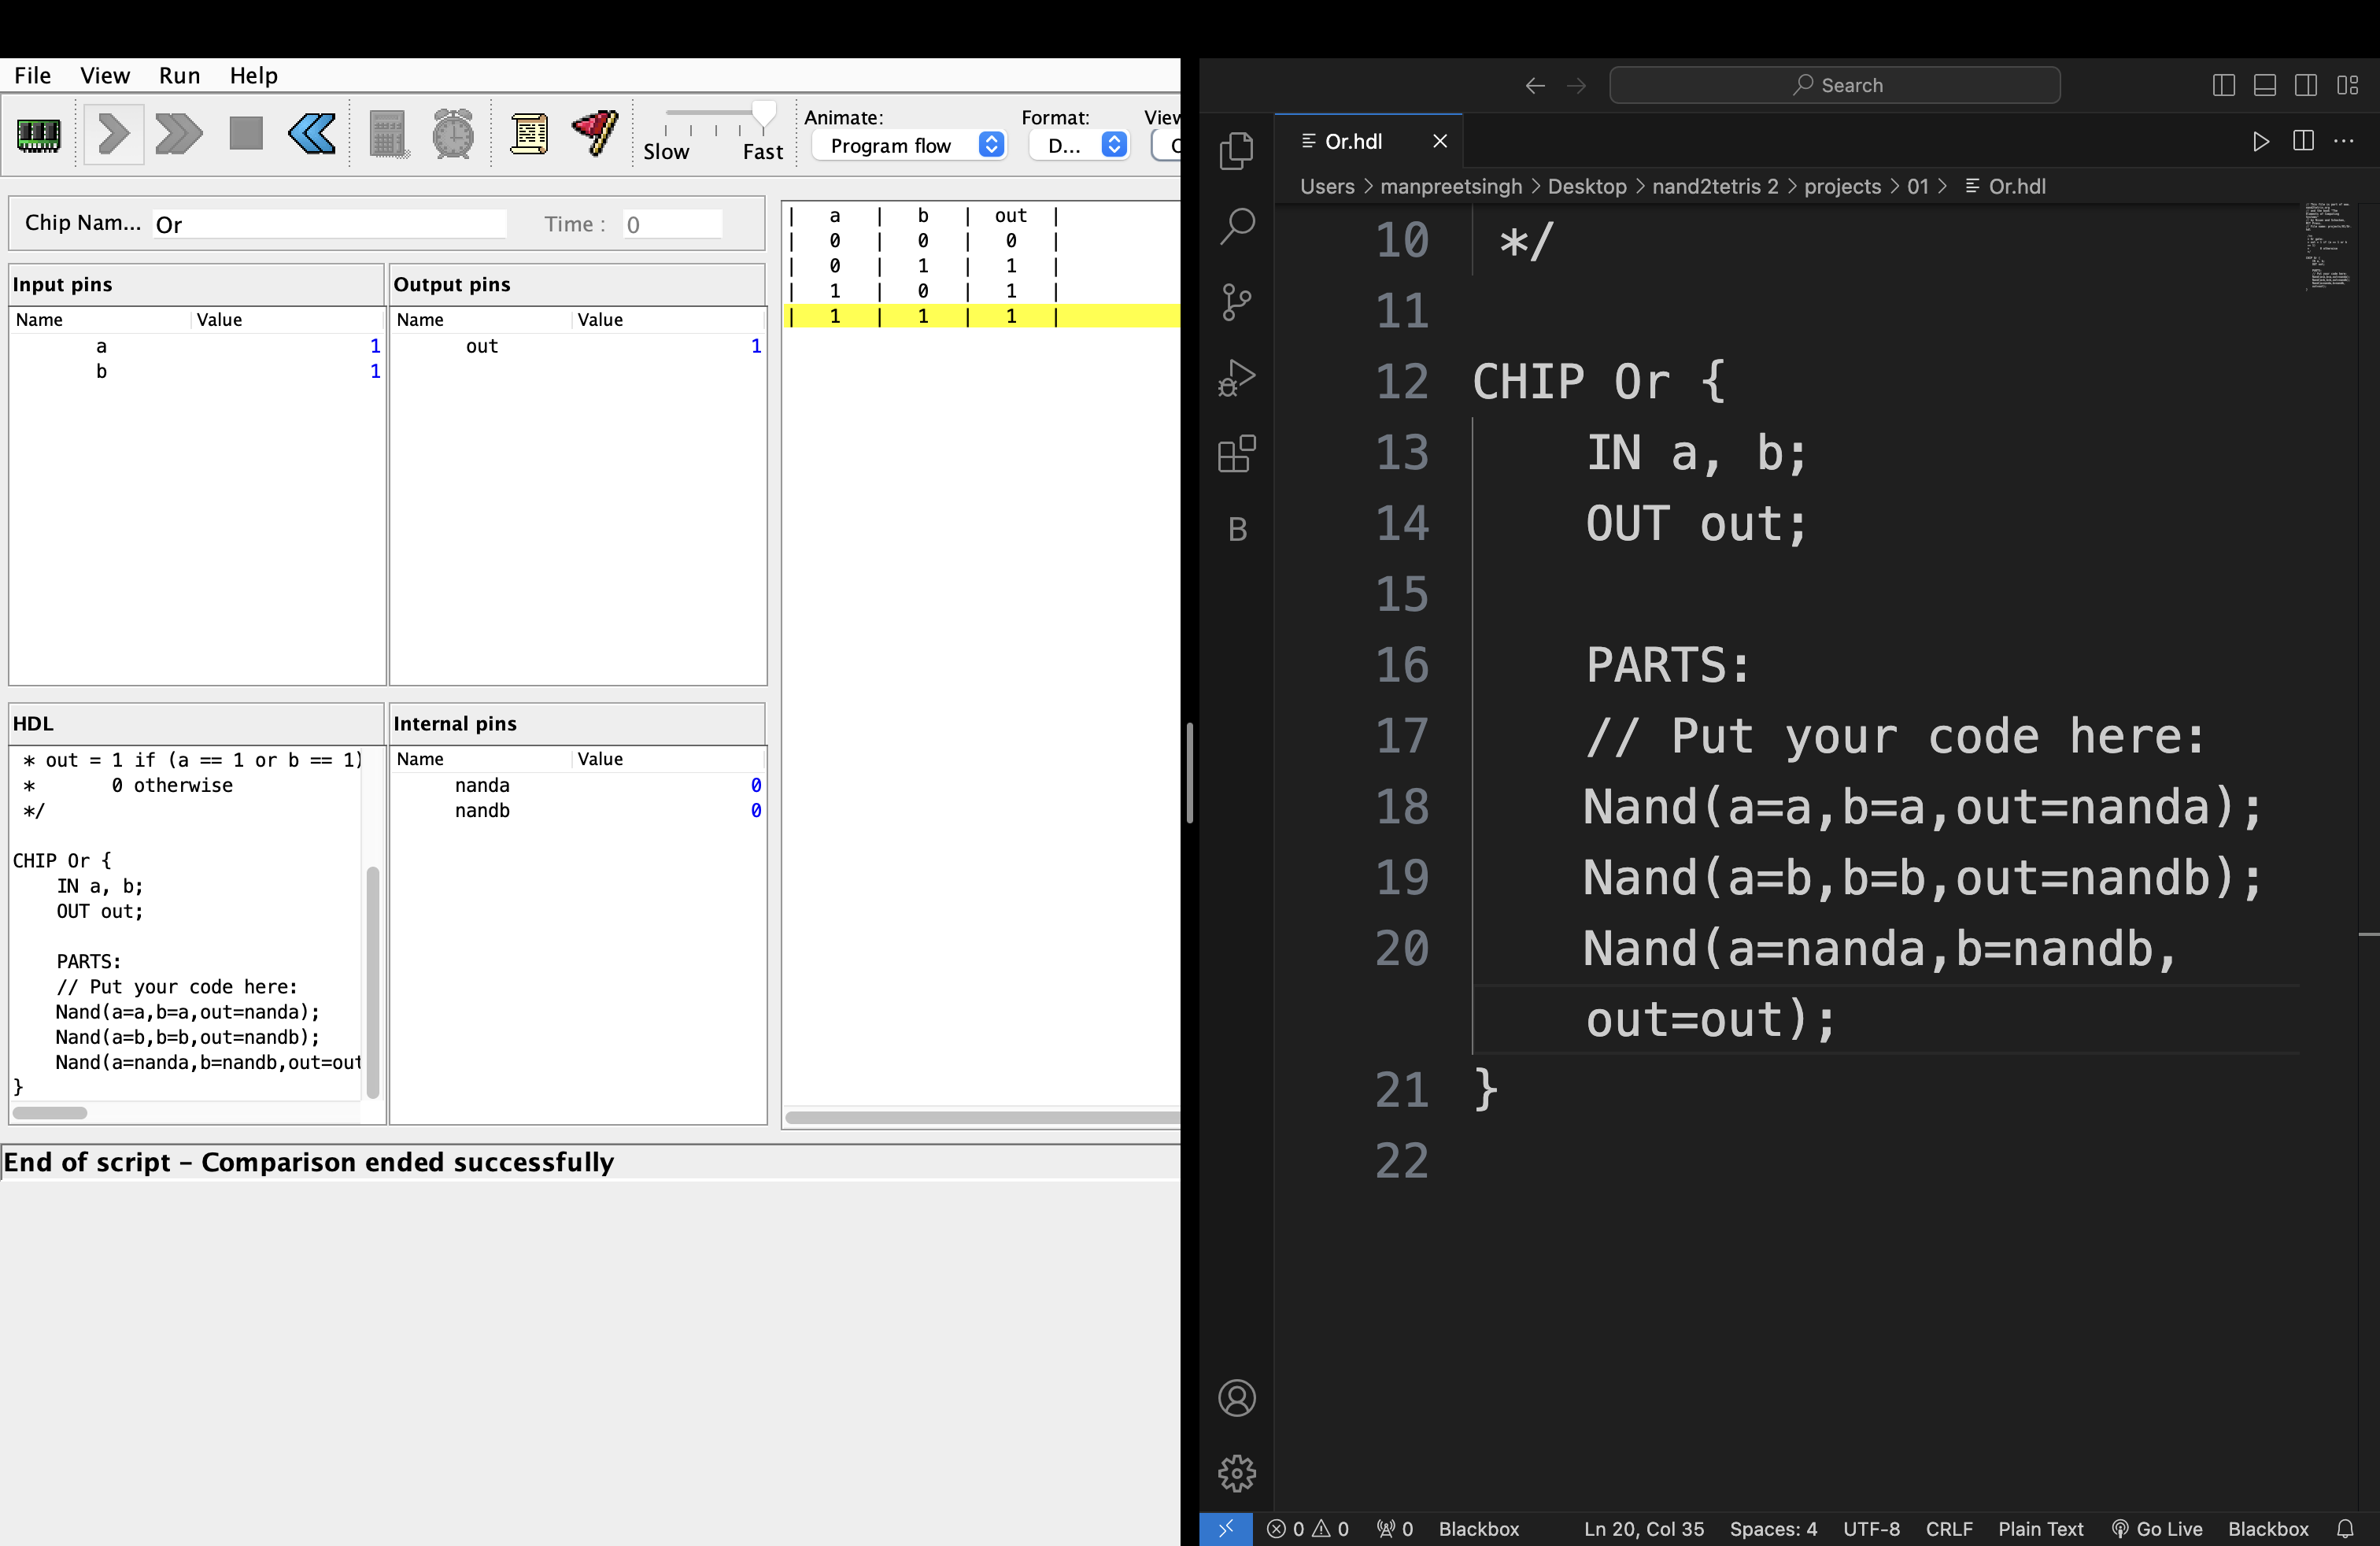 File View Run Help
Slow Fast
Animate: Format: View
Program flow D...
Chip Nam... Or Time : 0
Input pins
Name Value
a 1
b 1
Output pins
Name Value
out 1
HDL
* out = 1 if (a == 1 or b == 1)
* 0 otherwise
*/
CHIP Or {
IN a, b;
OUT out;
PARTS:
// Put your code here:
Nand(a=a,b=a,out=nanda);
Nand(a=b,b=b,out=nandb);
Nand(a=nanda,b=nandb,out=out
}
Internal pins
Name Value
nanda 0
nandb 0
| a | b | out |
| 0 | 0 | 0 |
| 0 | 1 | 1 |
| 1 | 0 | 1 |
| 1 | 1 | 1 |
End of script – Comparison ended successfully
Search
Or.hdl
Users > manpreetsingh > Desktop > nand2tetris 2 > projects > 01 > Or.hdl
B
10 */
11
12 CHIP Or {
13 IN a, b;
14 OUT out;
15
16 PARTS:
17 // Put your code here:
18 Nand(a=a,b=a,out=nanda);
19 Nand(a=b,b=b,out=nandb);
20 Nand(a=nanda,b=nandb,
out=out);
21 }
22
0 0 0 Blackbox Ln 20, Col 35 Spaces: 4 UTF-8 CRLF Plain Text Go Live Blackbox